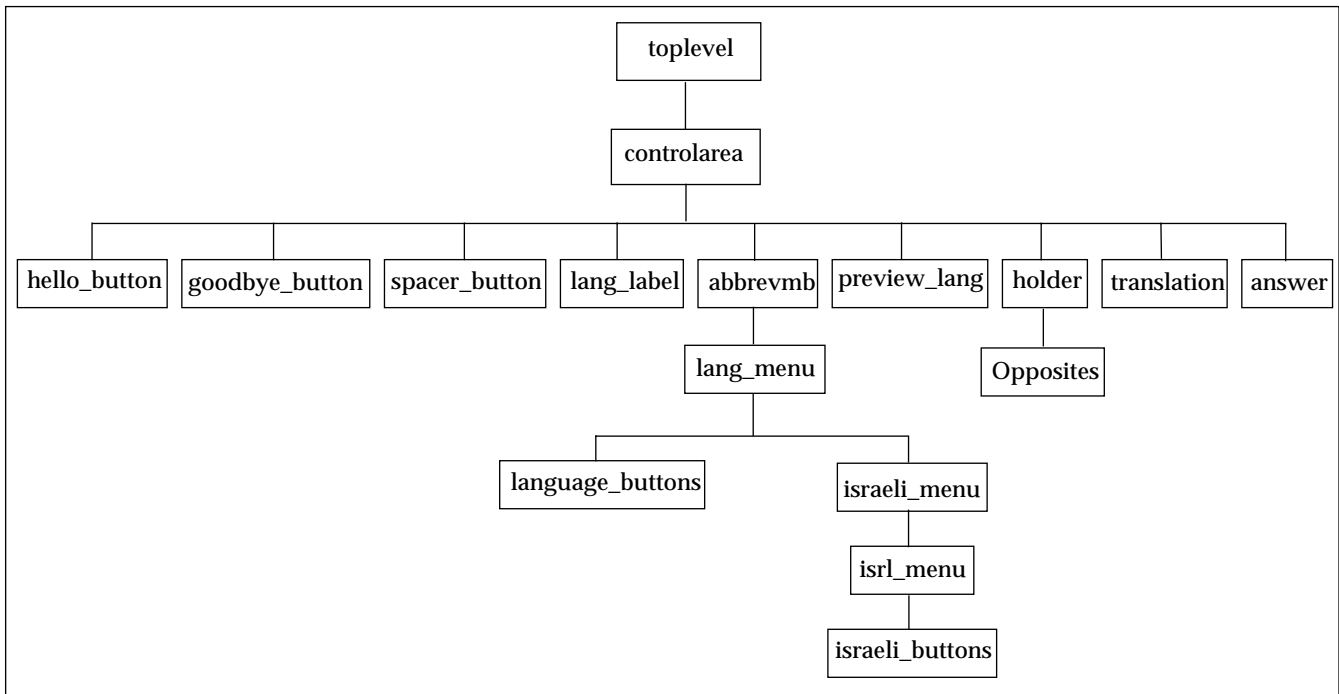 toplevel
controlarea
hello_button
goodbye_button
spacer_button
lang_label
abbrevmb
preview_lang
holder
translation
answer
lang_menu
Opposites
language_buttons
israeli_menu
isrl_menu
israeli_buttons